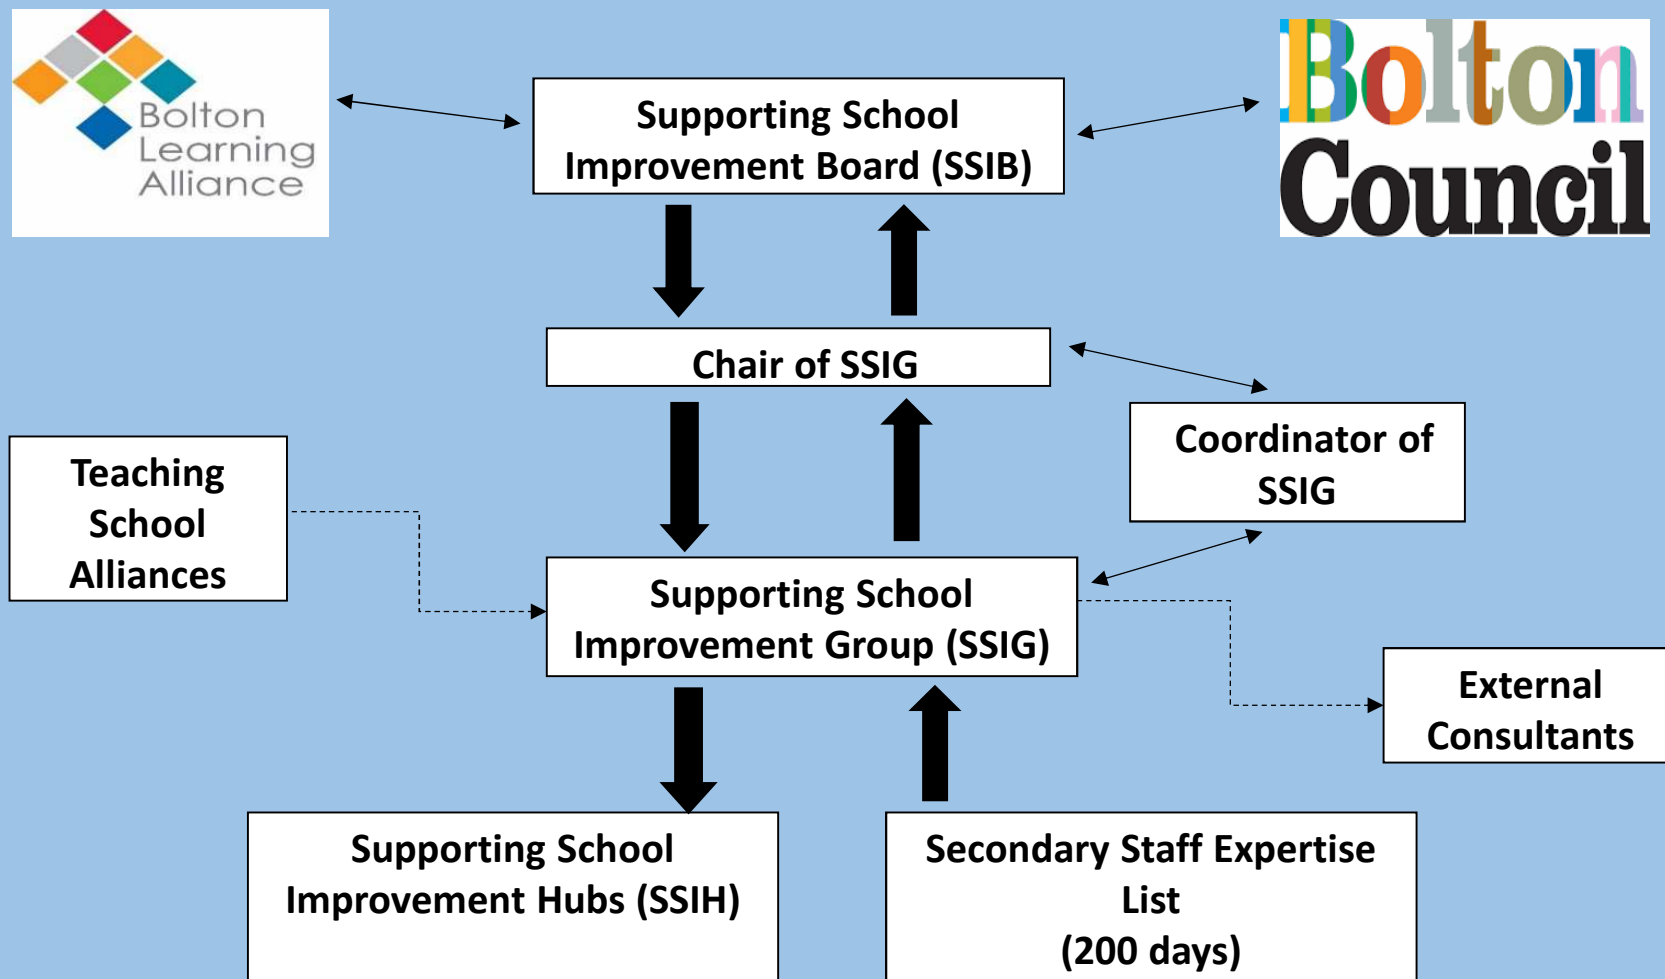 Bolton
Learning
Alliance
Supporting School
Improvement Board (SSIB)
Bolton
Council
Chair of SSIG
Coordinator of
SSIG
Teaching
School
Alliances
Supporting School
Improvement Group (SSIG)
External
Consultants
Supporting School
Improvement Hubs (SSIH)
Secondary Staff Expertise
List
(200 days)